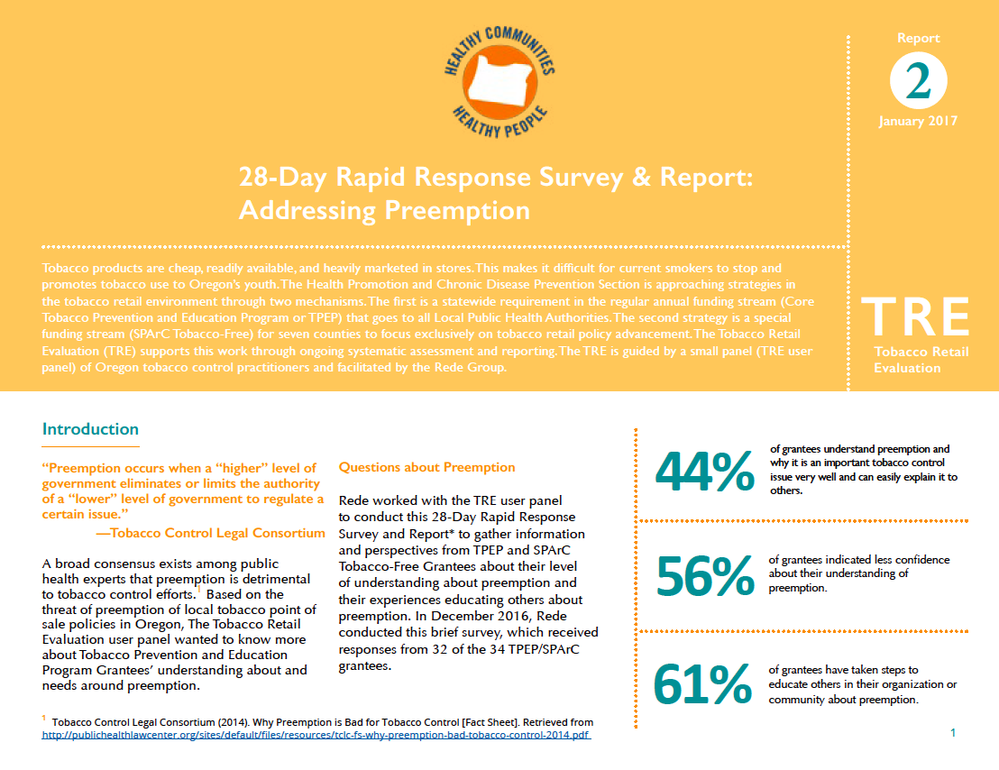 HEALTHY COMMUNITIES
HEALTHY PEOPLE
Report
2
January 2017
28-Day Rapid Response Survey & Report:
Addressing Preemption
Tobacco products are cheap, readily available, and heavily marketed in stores. This makes it difficult for current smokers to stop and
promotes tobacco use to Oregon's youth. The Health Promotion and Chronic Disease Prevention Section is approaching strategies in
the tobacco retail environment through two mechanisms. The first is a statewide requirement in the regular annual funding stream (Core
Tobacco Prevention and Education Program or TPEP) that goes to all Local Public Health Authorities. The second strategy is a special
funding stream (SPArC Tobacco-Free) for seven counties to focus exclusively on tobacco retail policy advancement. The Tobacco Retail
Evaluation (TRE) supports this work through ongoing systematic assessment and reporting. The TRE is guided by a small panel (TRE user
panel) of Oregon tobacco control practitioners and facilitated by the Rede Group.
TRE
Tobacco Retail
Evaluation
Introduction
“Preemption occurs when a “higher” level of
government eliminates or limits the authority
of a “lower” level of government to regulate a
certain issue.”
—Tobacco Control Legal Consortium
A broad consensus exists among public
health experts that preemption is detrimental
to tobacco control efforts.1 Based on the
threat of preemption of local tobacco point of
sale policies in Oregon, The Tobacco Retail
Evaluation user panel wanted to know more
about Tobacco Prevention and Education
Program Grantees’ understanding about and
needs around preemption.
Questions about Preemption
Rede worked with the TRE user panel
to conduct this 28-Day Rapid Response
Survey and Report* to gather information
and perspectives from TPEP and SPArC
Tobacco-Free Grantees about their level
of understanding about preemption and
their experiences educating others about
preemption. In December 2016, Rede
conducted this brief survey, which received
responses from 32 of the 34 TPEP/SPArC
grantees.
44%
of grantees understand preemption and
why it is an important tobacco control
issue very well and can easily explain it to
others.
56%
of grantees indicated less confidence
about their understanding of
preemption.
61%
of grantees have taken steps to
educate others in their organization or
community about preemption.
1 Tobacco Control Legal Consortium (2014). Why Preemption is Bad for Tobacco Control [Fact Sheet]. Retrieved from
http://publichealthlawcenter.org/sites/default/files/resources/tclc-fs-why-preemption-bad-tobacco-control-2014.pdf
1